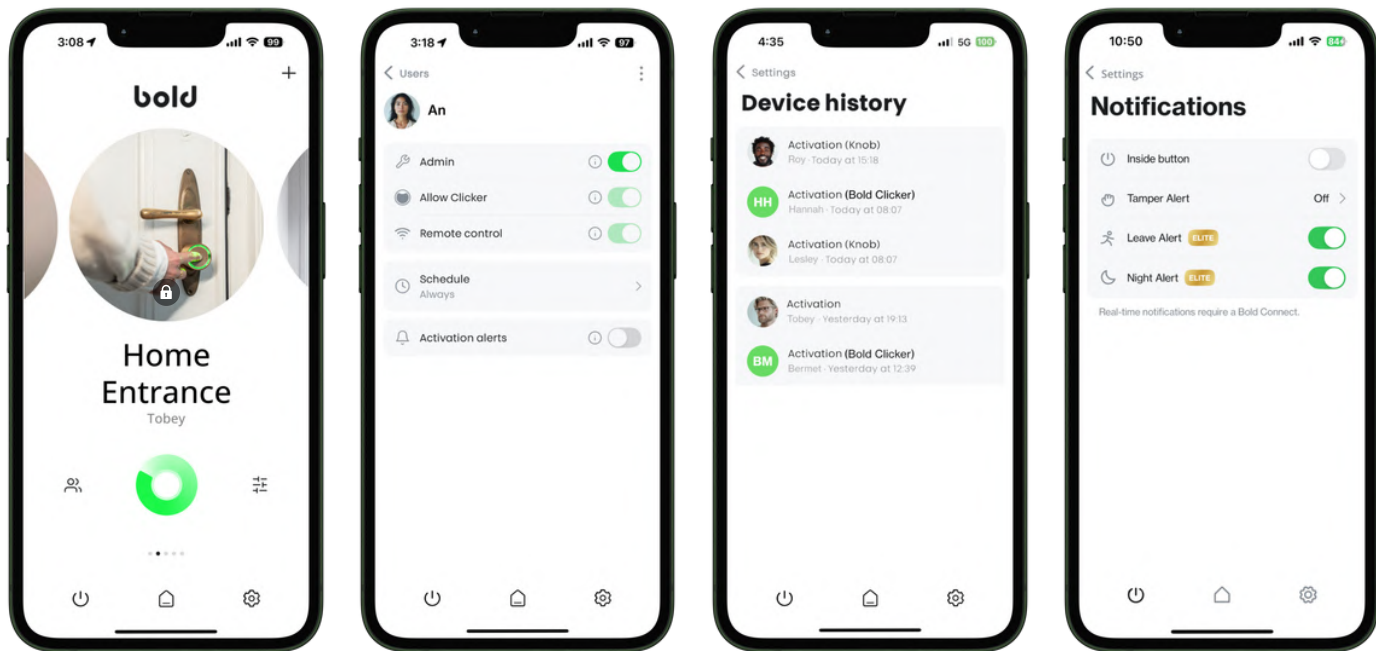 3:08
99
bold
Home
Entrance
Tobey
3:18
97
Users
An
Admin
Allow Clicker
Remote control
Schedule
Always
Activation alerts
4:35
5G 100
Settings
Device history
Activation (Knob)
Roy · Today at 15:18
HH
Activation (Bold Clicker)
Hannah · Today at 08:07
Activation (Knob)
Lesley · Today at 08:07
Activation
Tobey · Yesterday at 19:13
BM
Activation (Bold Clicker)
Bermet · Yesterday at 12:39
10:50
84
Settings
Notifications
Inside button
Tamper Alert Off
Leave Alert ELITE
Night Alert ELITE
Real-time notifications require a Bold Connect.